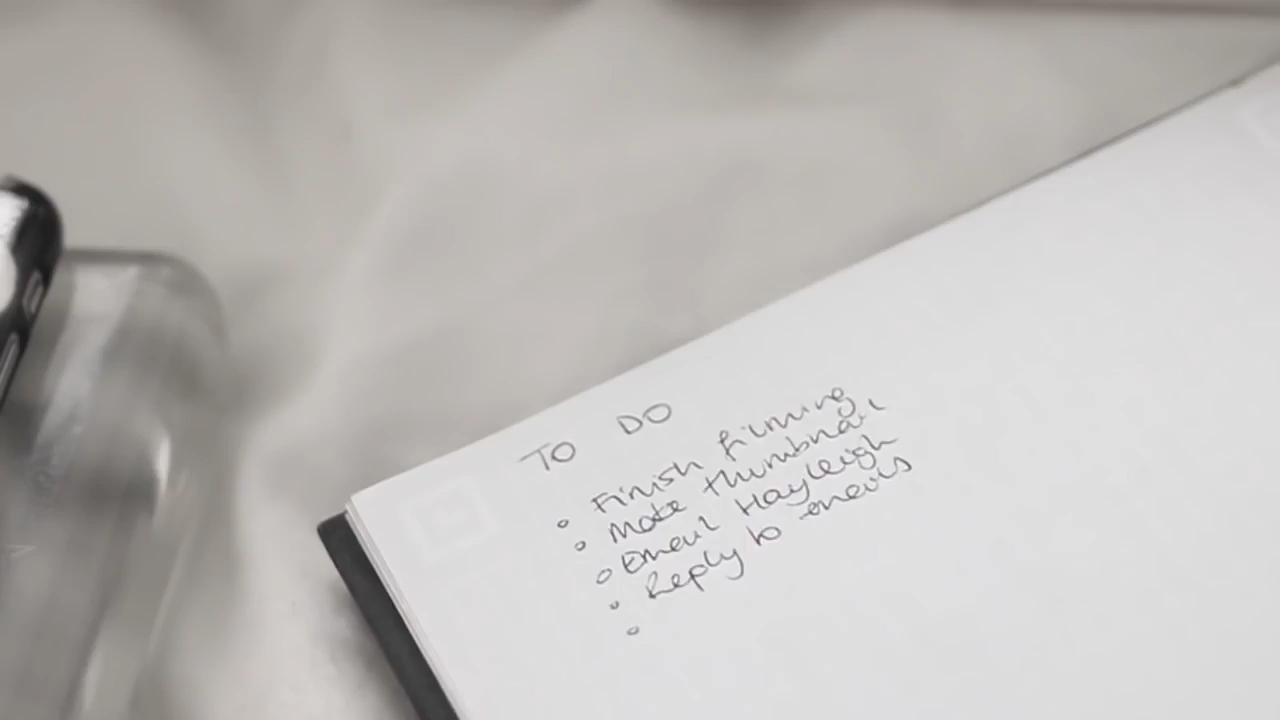 TO DO
Finish filming
Make thumbnail
Email Hayleigh
Reply to emails